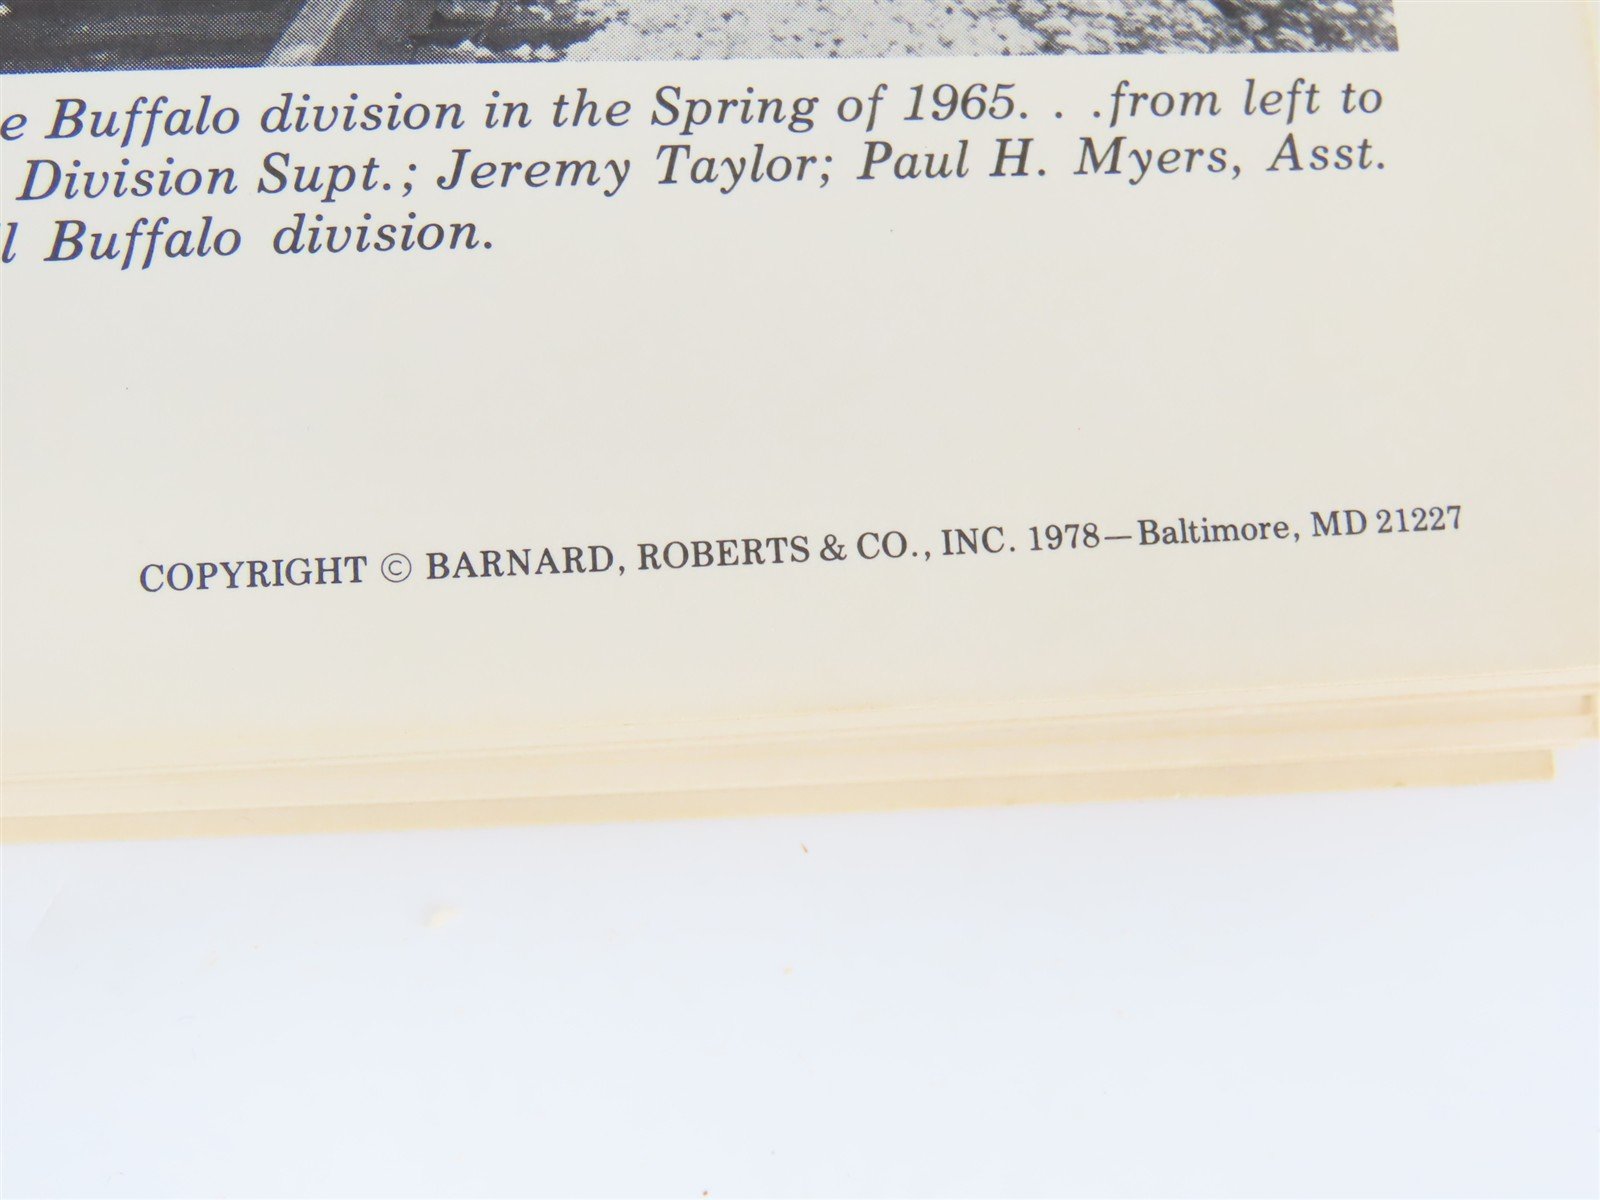 e Buffalo division in the Spring of 1965. . .from left to
Division Supt.; Jeremy Taylor; Paul H. Myers, Asst.
l Buffalo division.
COPYRIGHT © BARNARD, ROBERTS & CO., INC. 1978—Baltimore, MD 21227